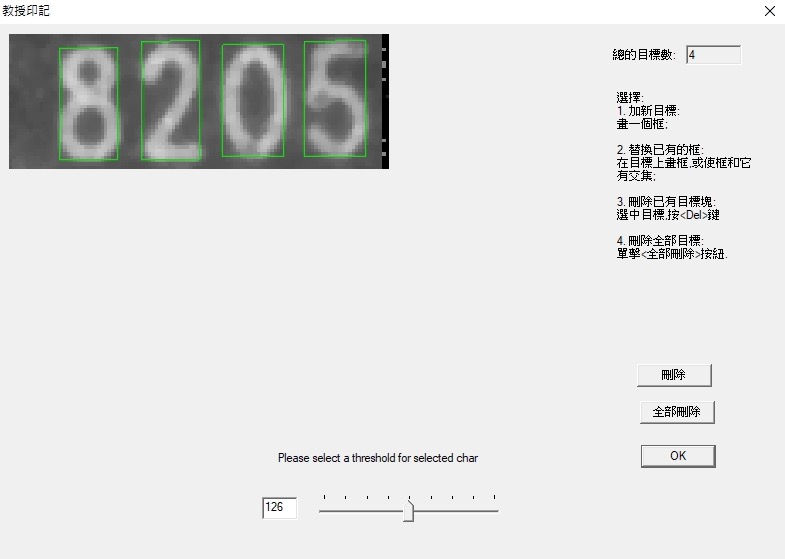 教授印記
8205
總的目標數: 4
選擇:
1. 加新目標:
畫一個框;
2. 替換已有的框:
在目標上畫框,或使框和它
有交集;
3. 刪除已有目標塊:
選中目標,按<Del>鍵
4. 刪除全部目標:
單擊<全部刪除>按鈕.
刪除
全部刪除
OK
Please select a threshold for selected char
126